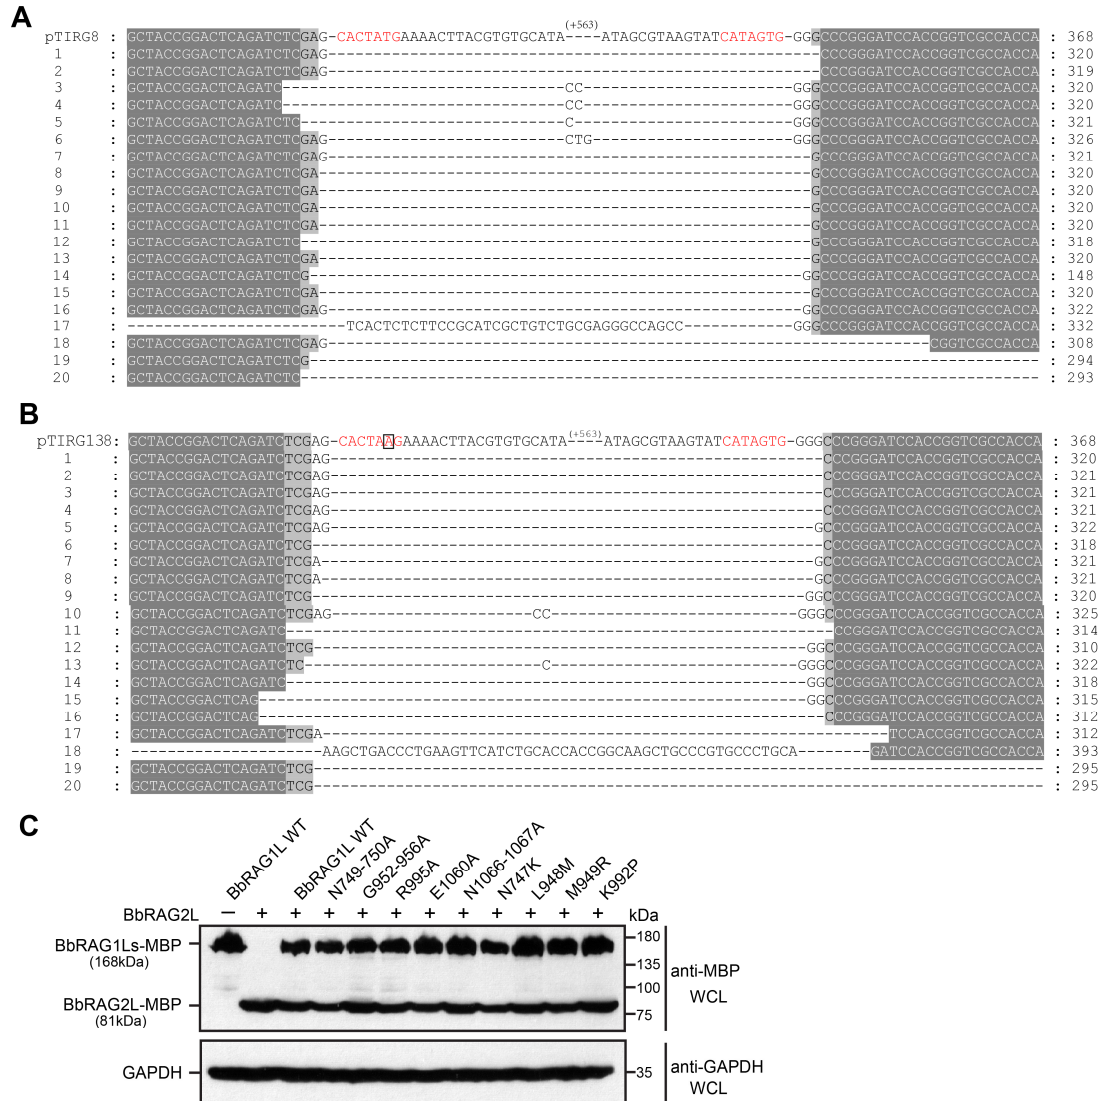 A
(+563)
pTIRG8 : GCTACCGGACTCAGATCTCGAG-CACTATGAAAACTTACGTGTGCATA----ATAGCGTAAGTATCATAGTG-GGGCCCGGGATCCACCGGTCGCCACCA : 368
1 : GCTACCGGACTCAGATCTCGAG------------------------------------------------------CCCGGGATCCACCGGTCGCCACCA : 320
2 : GCTACCGGACTCAGATCTCGAG------------------------------------------------------CCCGGGATCCACCGGTCGCCACCA : 319
3 : GCTACCGGACTCAGATC-------------------------------CC-----------------------GGGCCCGGGATCCACCGGTCGCCACCA : 320
4 : GCTACCGGACTCAGATC-------------------------------CC-----------------------GGGCCCGGGATCCACCGGTCGCCACCA : 320
5 : GCTACCGGACTCAGATCTC-----------------------------C------------------------GGGCCCGGGATCCACCGGTCGCCACCA : 321
6 : GCTACCGGACTCAGATCTCGAG--------------------------CTG----------------------GGGCCCGGGATCCACCGGTCGCCACCA : 326
7 : GCTACCGGACTCAGATCTCGAG-----------------------------------------------------GCCCGGGATCCACCGGTCGCCACCA : 321
8 : GCTACCGGACTCAGATCTCGA------------------------------------------------------GCCCGGGATCCACCGGTCGCCACCA : 320
9 : GCTACCGGACTCAGATCTCGA------------------------------------------------------GCCCGGGATCCACCGGTCGCCACCA : 320
10 : GCTACCGGACTCAGATCTCGA------------------------------------------------------GCCCGGGATCCACCGGTCGCCACCA : 320
11 : GCTACCGGACTCAGATCTCGA------------------------------------------------------GCCCGGGATCCACCGGTCGCCACCA : 320
12 : GCTACCGGACTCAGATCTC--------------------------------------------------------GCCCGGGATCCACCGGTCGCCACCA : 318
13 : GCTACCGGACTCAGATCTCGA------------------------------------------------------GCCCGGGATCCACCGGTCGCCACCA : 320
14 : GCTACCGGACTCAGATCTCG------------------------------------------------------GGCCCGGGATCCACCGGTCGCCACCA : 148
15 : GCTACCGGACTCAGATCTCGA------------------------------------------------------GCCCGGGATCCACCGGTCGCCACCA : 320
16 : GCTACCGGACTCAGATCTCGAG----------------------------------------------------GGCCCGGGATCCACCGGTCGCCACCA : 322
17 : ------------------------TCACTCTCTTCCGCATCGCTGTCTGCGAGGGCCAGCC------------GGGCCCGGGATCCACCGGTCGCCACCA : 332
18 : GCTACCGGACTCAGATCTCGAG------------------------------------------------------------------CGGTCGCCACCA : 308
19 : GCTACCGGACTCAGATCTCG-------------------------------------------------------------------------------- : 294
20 : GCTACCGGACTCAGATCTC--------------------------------------------------------------------------------- : 293
B
(+563)
pTIRG138: GCTACCGGACTCAGATCTCGAG-CACTAAGAAAACTTACGTGTGCATA----ATAGCGTAAGTATCATAGTG-GGGCCCGGGATCCACCGGTCGCCACCA : 368
1 : GCTACCGGACTCAGATCTCGAG------------------------------------------------------CCCGGGATCCACCGGTCGCCACCA : 320
2 : GCTACCGGACTCAGATCTCGAG------------------------------------------------------CCCGGGATCCACCGGTCGCCACCA : 321
3 : GCTACCGGACTCAGATCTCGAG------------------------------------------------------CCCGGGATCCACCGGTCGCCACCA : 321
4 : GCTACCGGACTCAGATCTCGAG------------------------------------------------------CCCGGGATCCACCGGTCGCCACCA : 321
5 : GCTACCGGACTCAGATCTCGAG-----------------------------------------------------GCCCGGGATCCACCGGTCGCCACCA : 322
6 : GCTACCGGACTCAGATCTCG--------------------------------------------------------CCCGGGATCCACCGGTCGCCACCA : 318
7 : GCTACCGGACTCAGATCTCGA------------------------------------------------------GCCCGGGATCCACCGGTCGCCACCA : 321
8 : GCTACCGGACTCAGATCTCGA------------------------------------------------------GCCCGGGATCCACCGGTCGCCACCA : 321
9 : GCTACCGGACTCAGATCTCG------------------------------------------------------GGCCCGGGATCCACCGGTCGCCACCA : 320
10 : GCTACCGGACTCAGATCTCGAG-----------------------CC---------------------------GGGGCCCGGGATCCACCGGTCGCCACCA : 325
11 : GCTACCGGACTCAGATC------------------------------------------------------------CCGGGATCCACCGGTCGCCACCA : 314
12 : GCTACCGGACTCAGATCTCG------------------------------------------------------GGCCCGGGATCCACCGGTCGCCACCA : 310
13 : GCTACCGGACTCAGATCTC---------------------------C---------------------------GGGCCCGGGATCCACCGGTCGCCACCA : 322
14 : GCTACCGGACTCAGATC---------------------------------------------------------GGCCCGGGATCCACCGGTCGCCACCA : 318
15 : GCTACCGGACTCAG------------------------------------------------------------GGCCCGGGATCCACCGGTCGCCACCA : 315
16 : GCTACCGGACTCAG--------------------------------------------------------------CCCGGGATCCACCGGTCGCCACCA : 312
17 : GCTACCGGACTCAGATCTCGA--------------------------------------------------------------TCCACCGGTCGCCACCA : 312
18 : ---------------------AAGCTGACCCTGAAGTTCATCTGCACCACCGGCAAGCTGCCCGTGCCCTGCA--------GATCCACCGGTCGCCACCA : 393
19 : GCTACCGGACTCAGATCTCG-------------------------------------------------------------------------------- : 295
20 : GCTACCGGACTCAGATCTCG-------------------------------------------------------------------------------- : 295
C
BbRAG1L WT
BbRAG1L WT
N749-750A
G952-956A
R995A
E1060A
N1066-1067A
N747K
L948M
M949R
K992P
BbRAG2L − + + + + + + + + + + + kDa
BbRAG1Ls-MBP
(168kDa)
BbRAG2L-MBP
(81kDa)
180
135
100
75
anti-MBP
WCL
GAPDH
35
anti-GAPDH
WCL